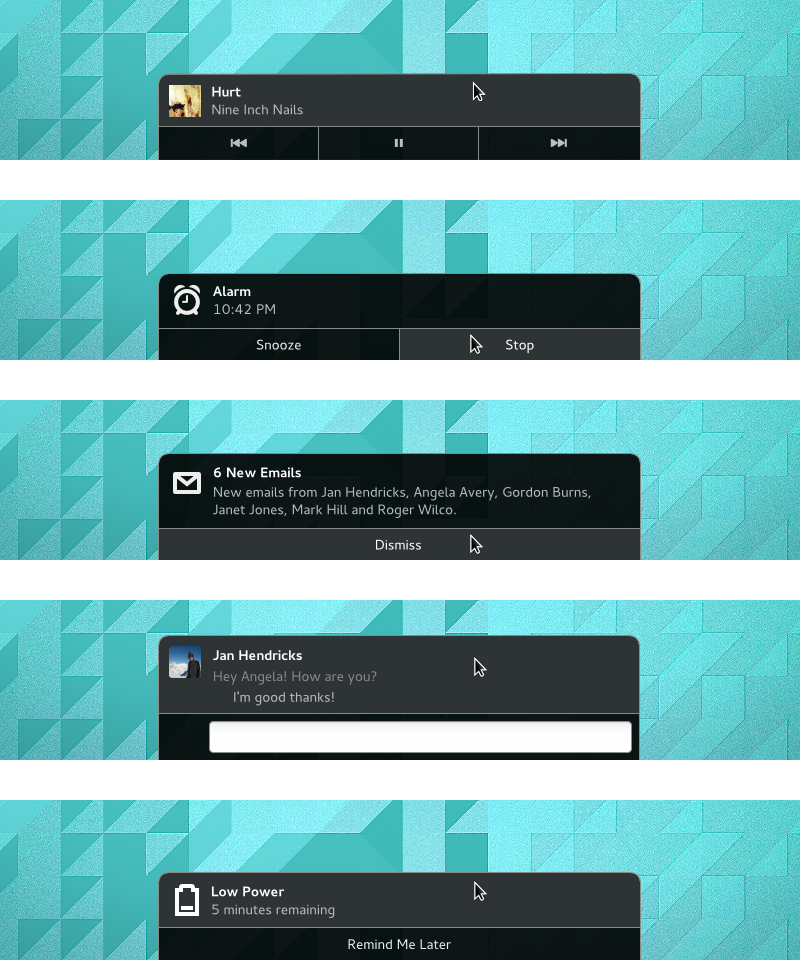 Hurt
Nine Inch Nails
Alarm
10:42 PM
Snooze
Stop
6 New Emails
New emails from Jan Hendricks, Angela Avery, Gordon Burns,
Janet Jones, Mark Hill and Roger Wilco.
Dismiss
Jan Hendricks
Hey Angela! How are you?
I'm good thanks!
Low Power
5 minutes remaining
Remind Me Later